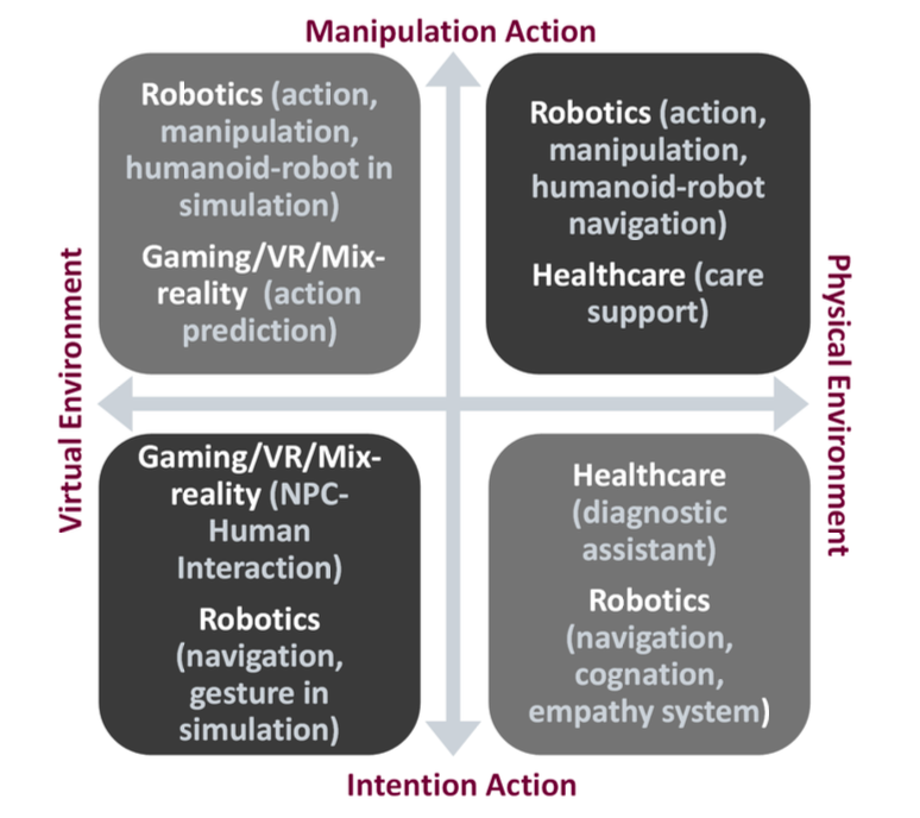 Manipulation Action
Robotics (action,
manipulation,
humanoid-robot in
simulation)
Gaming/VR/Mix-
reality (action
prediction)
Robotics (action,
manipulation,
humanoid-robot
navigation)
Healthcare (care
support)
Virtual Environment
Physical Environment
Gaming/VR/Mix-
reality (NPC-
Human
Interaction)
Robotics
(navigation,
gesture in
simulation)
Healthcare
(diagnostic
assistant)
Robotics
(navigation,
cognation,
empathy system)
Intention Action